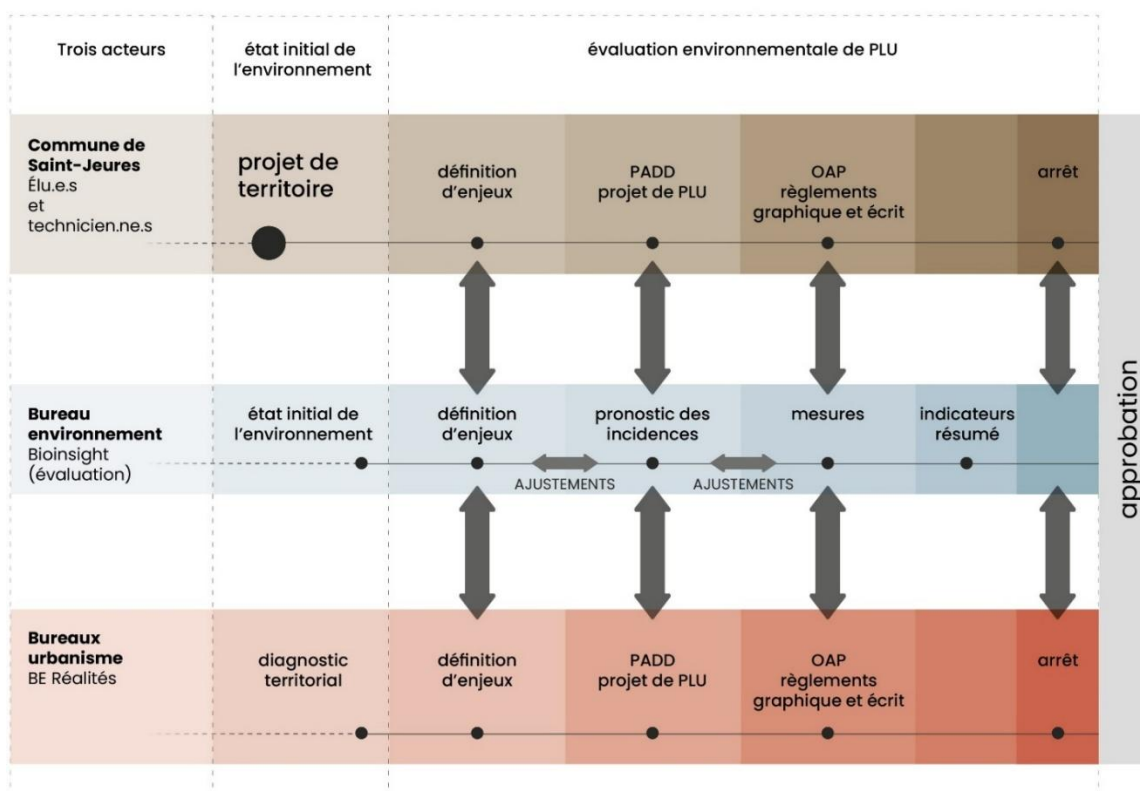 Trois acteurs
état initial de
l'environnement
évaluation environnementale de PLU
Commune de
Saint-Jeures
Élu.e.s
et
technicien.ne.s
projet de
territoire
définition
d'enjeux
PADD
projet de PLU
OAP
règlements
graphique et écrit
arrêt
Bureau
environnement
Bioinsight
(évaluation)
état initial de
l'environnement
définition
d'enjeux
pronostic des
incidences
mesures
indicateurs
résumé
AJUSTEMENTS
AJUSTEMENTS
Bureaux
urbanisme
BE Réalités
diagnostic
territorial
définition
d'enjeux
PADD
projet de PLU
OAP
règlements
graphique et écrit
arrêt
approbation